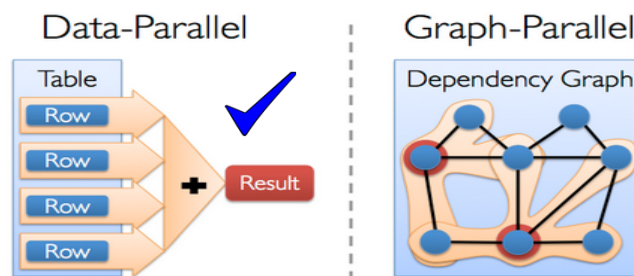 Data-Parallel
Table
Row
Row
Row
Row
+
Result
Graph-Parallel
Dependency Graph